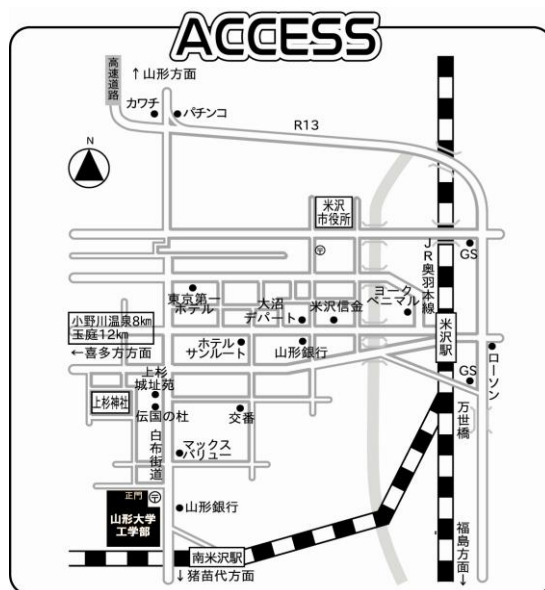 ACCESS
高速道路
↑山形方面
カワチ
パチンコ
R13
N
米沢
市役所
〒
GS
JR奥羽本線
東京第一
ホテル
大沼
デパート
米沢信金
ヨーク
ベニマル
小野川温泉8km
玉庭12km
←喜多方方面
ホテル
サンルート
山形銀行
米沢駅
ローソン
GS
上杉
城址苑
上杉神社
伝国の杜
交番
万世橋
白布街道
マックス
バリュー
正門
〒
山形大学
工学部
山形銀行
南米沢駅
↓猪苗代方面
福島方面→